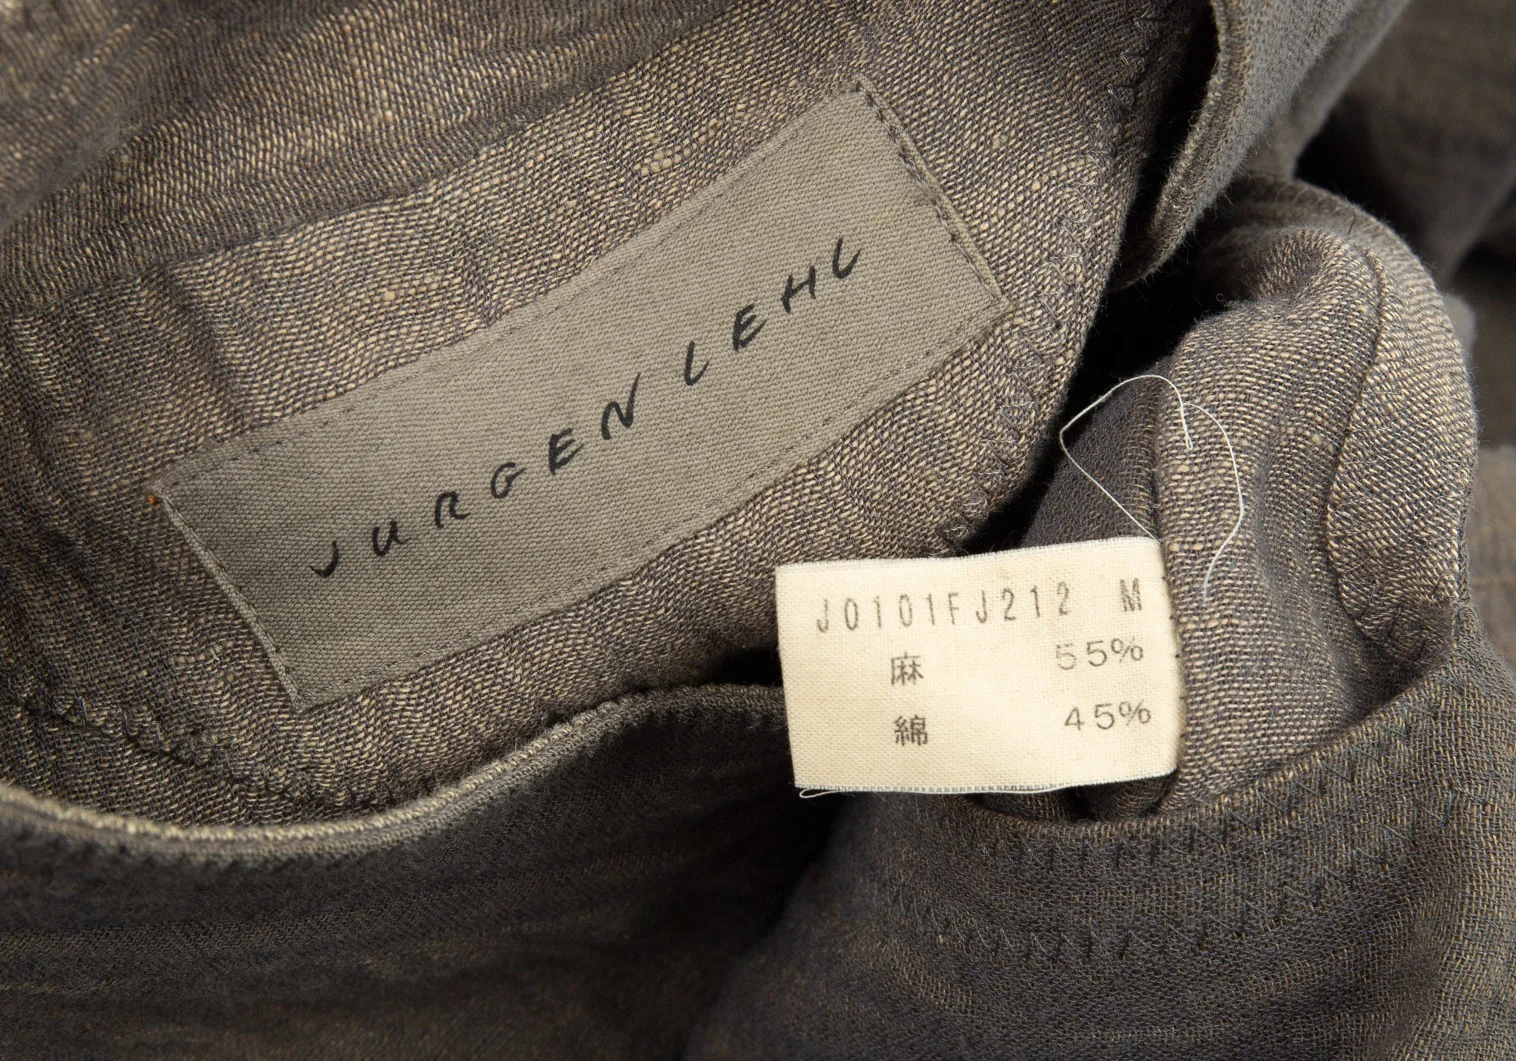 JURGEN LEHL
J0101FJ212 M
麻 55%
綿 45%